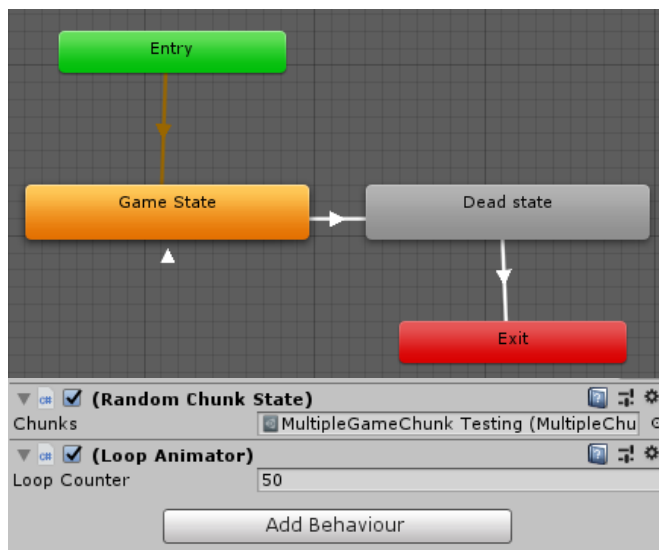 Entry
Game State
Dead state
Exit
c# (Random Chunk State)
Chunks MultipleGameChunk Testing (MultipleChu
c# (Loop Animator)
Loop Counter 50
Add Behaviour